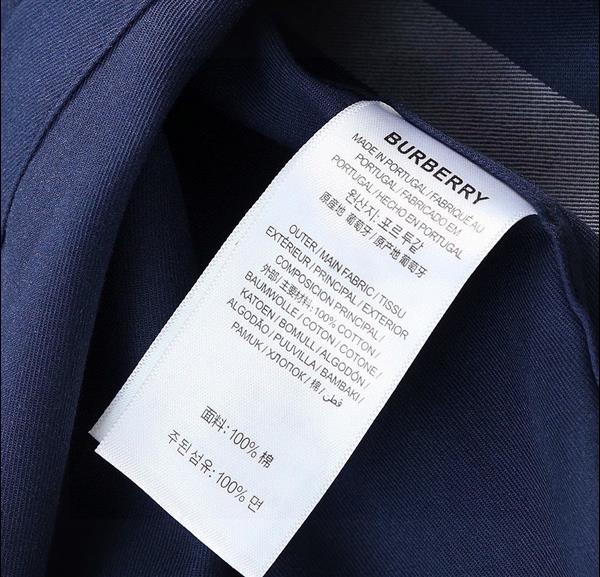 BURBERRY
MADE IN PORTUGAL / FABRIQUÉ AU
PORTUGAL / FABRICADO EM
PORTUGAL / HECHO EN PORTUGAL
원산지: 포르투갈
原産地 葡萄牙 / 原产地 葡萄牙
OUTER / MAIN FABRIC / TISSU
EXTÉRIEUR / PRINCIPAL / EXTERIOR
COMPOSICIÓN PRINCIPAL /
外部 / 主要材料: 100% COTTON /
BAUMWOLLE / COTON / COTONE /
KATOEN / BOMULL / ALGODÓN /
ALGODÃO / PUUVILLA / BAMBAKI /
PAMUK / ХЛОПОК / 棉 / قطن
面料: 100% 棉
주된 섬유: 100% 면